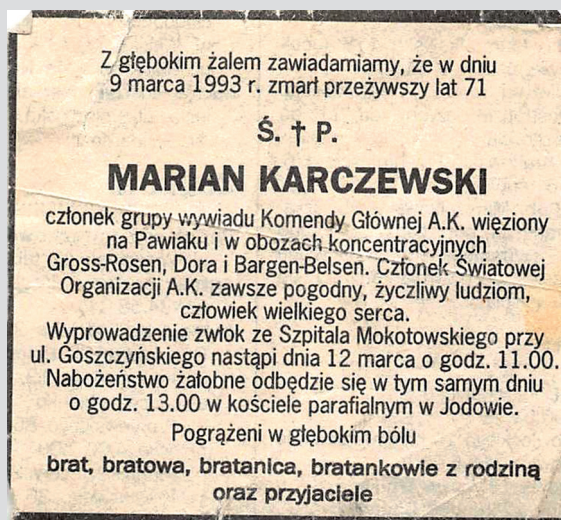 Z głębokim żalem zawiadamiamy, że w dniu
9 marca 1993 r. zmarł przeżywszy lat 71
Ś. † P.
MARIAN KARCZEWSKI
członek grupy wywiadu Komendy Głównej A.K. więziony
na Pawiaku i w obozach koncentracyjnych
Gross-Rosen, Dora i Bargen-Belsen. Członek Światowej
Organizacji A.K. zawsze pogodny, życzliwy ludziom,
człowiek wielkiego serca.
Wyprowadzenie zwłok ze Szpitala Mokotowskiego przy
ul. Goszczyńskiego nastąpi dnia 12 marca o godz. 11.00.
Nabożeństwo żałobne odbędzie się w tym samym dniu
o godz. 13.00 w kościele parafialnym w Jodowie.
Pogrążeni w głębokim bólu
brat, bratowa, bratanica, bratankowie z rodziną
oraz przyjaciele